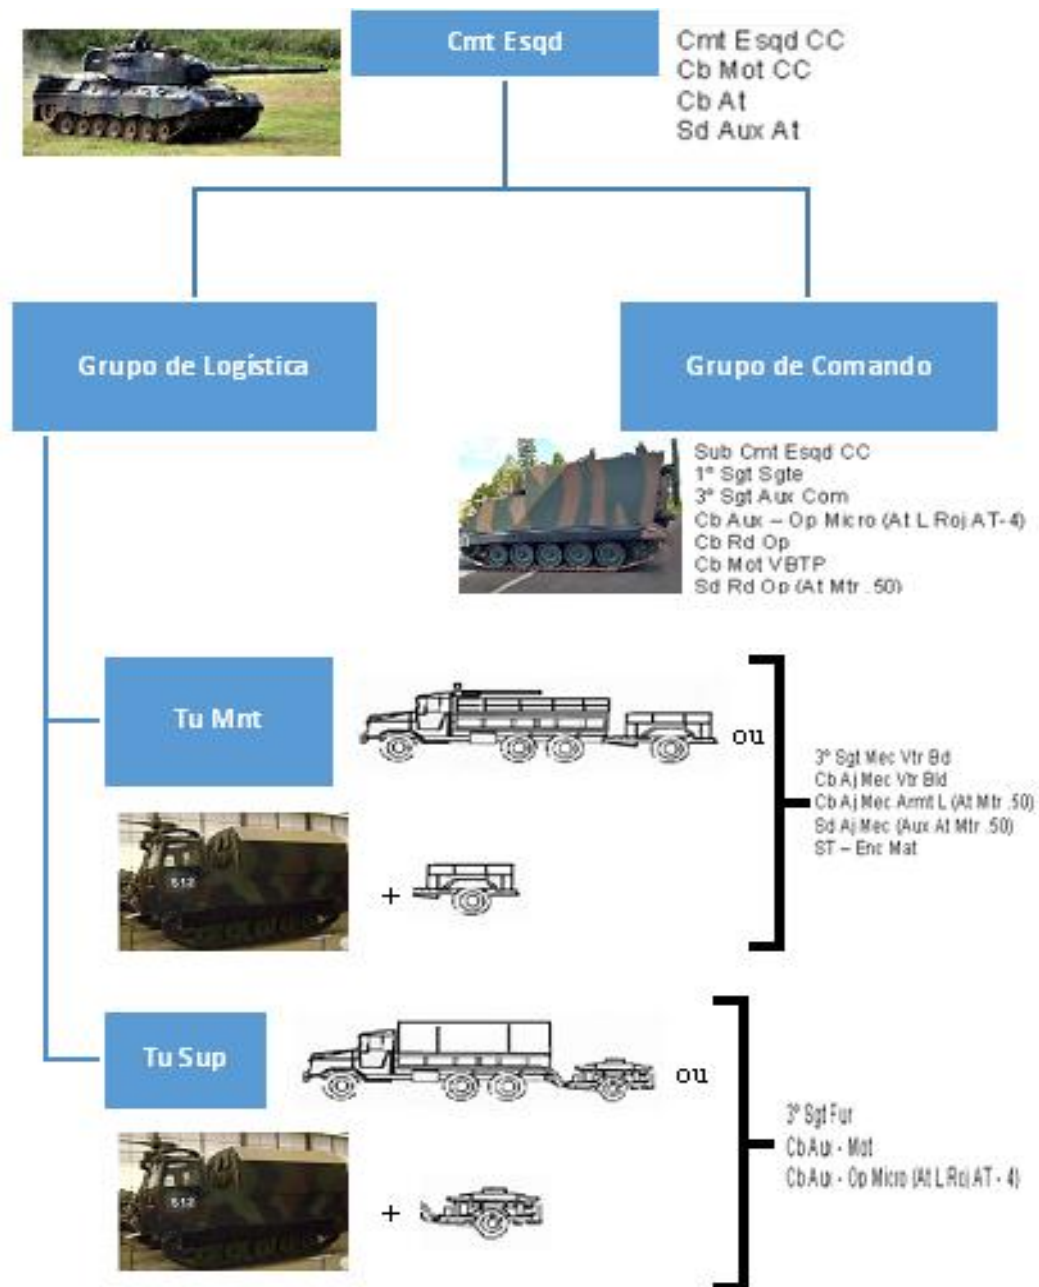 Cmt Esqd
Cmt Esqd CC
Cb Mot CC
Cb At
Sd Aux At
Grupo de Logística
Grupo de Comando
Sub Cmt Esqd CC
1º Sgt Sgte
3º Sgt Aux Com
Cb Aux – Op Micro (At L Roj AT-4)
Cb Rd Op
Cb Mot VBTP
Sd Rd Op (At Mtr .50)
Tu Mnt
ou
3º Sgt Mec Vtr Bd
Cb Aj Mec Vtr Bld
Cb Aj Mec Armt L (At Mtr .50)
Sd Aj Mec (Aux At Mtr .50)
ST – Enc Mat
512
+
Tu Sup
ou
3º Sgt Fur
Cb Aux - Mot
Cb Aux - Op Micro (At L Roj AT - 4)
512
+